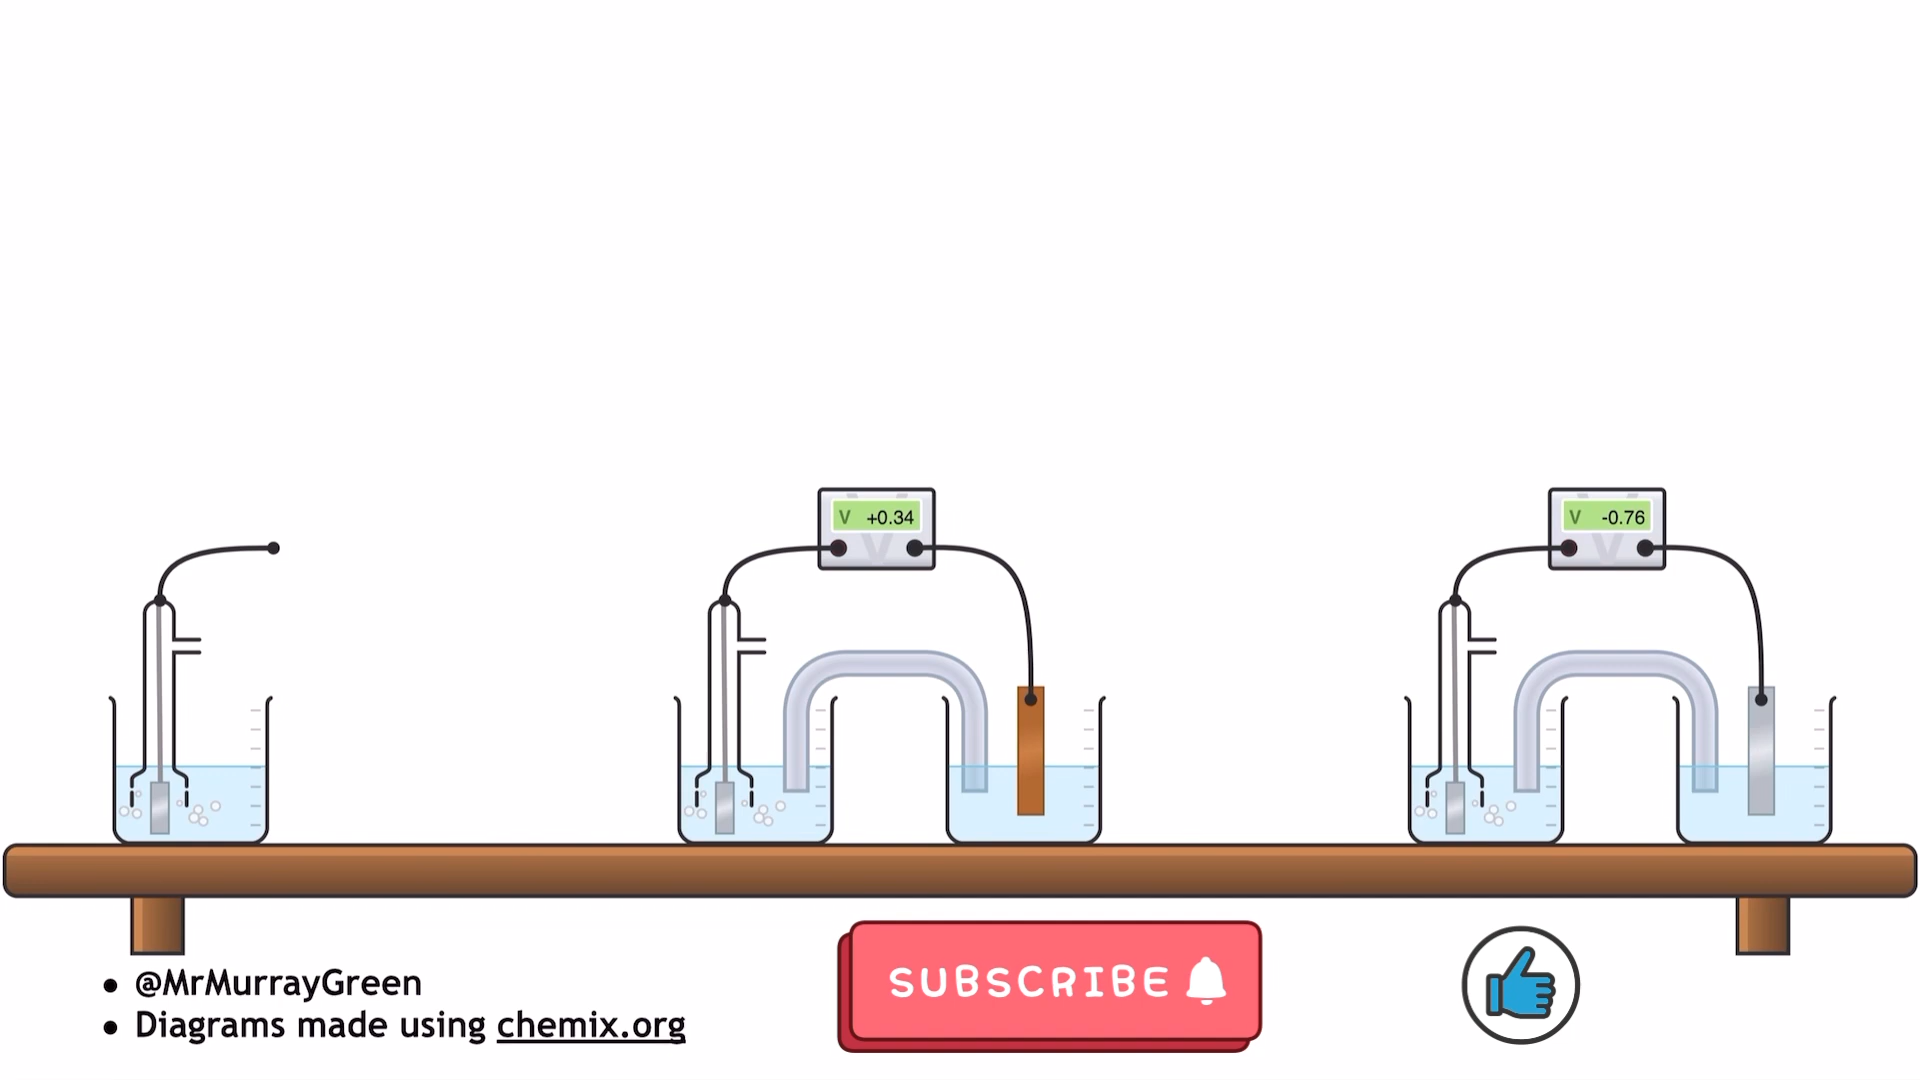 V +0.34
V -0.76
• @MrMurrayGreen
• Diagrams made using chemix.org
SUBSCRIBE